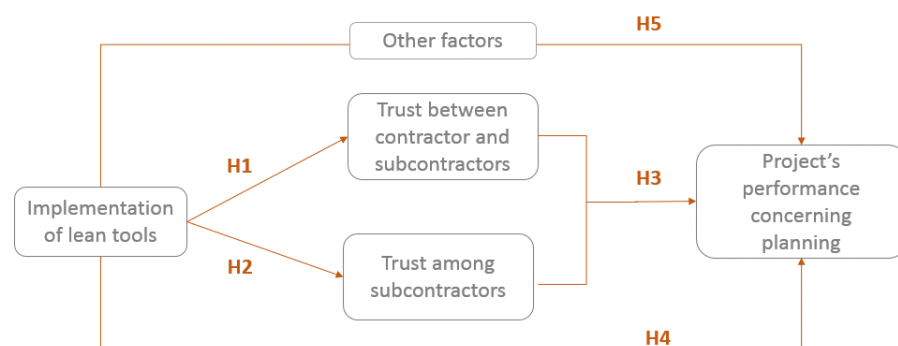 Other factors
H5
Trust between
contractor and
subcontractors
H1
H3
Project's
performance
concerning
planning
Implementation
of lean tools
H2
Trust among
subcontractors
H4